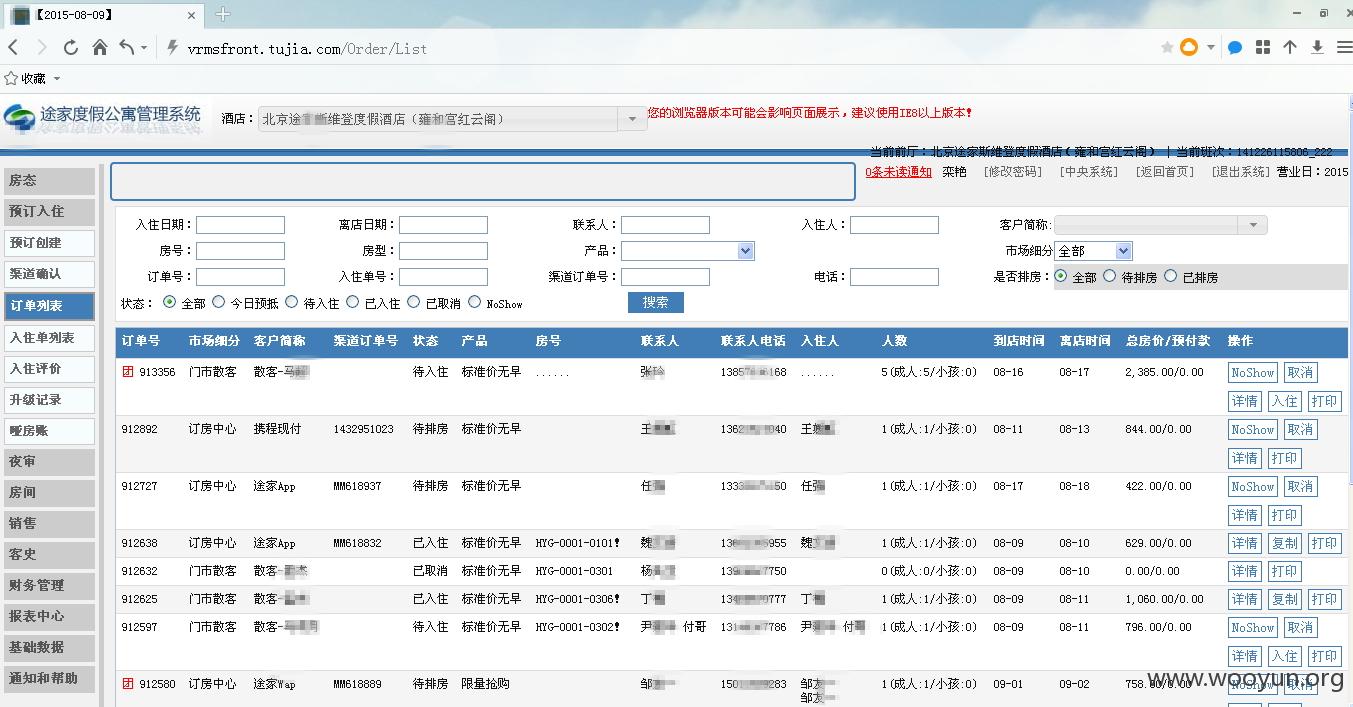 【2015-08-09】
vrmsfront.tujia.com/Order/List
收藏
途家度假公寓管理系统
酒店： 北京途 斯维登度假酒店（雍和宫红云阁） 您的浏览器版本可能会影响页面展示，建议使用IE8以上版本!
当前前厅：北京途家斯维登度假酒店（雍和宫红云阁） | 当前班次：141226115806_222
0条未读通知 栾艳 [修改密码] [中央系统] [返回首页] [退出系统] 营业日：2015
房态
预订入住
预订创建
渠道确认
订单列表
入住单列表
入住评价
升级记录
哑房账
夜审
房间
销售
客史
财务管理
报表中心
基础数据
通知和帮助
入住日期： 离店日期： 联系人： 入住人： 客户简称:
房号： 房型： 产品： 市场细分 全部
订单号： 入住单号： 渠道订单号： 电话： 是否排房： 全部 待排房 已排房
状态： 全部 今日预抵 待入住 已入住 已取消 NoShow 搜索
订单号 市场细分 客户简称 渠道订单号 状态 产品 房号 联系人 联系人电话 入住人 人数 到店时间 离店时间 总房价/预付款 操作
团 913356 门市散客 散客-马 待入住 标准价无早 ...... 张玲 1385 168 ...... 5(成人:5/小孩:0) 08-16 08-17 2,385.00/0.00 NoShow 取消
详情 入住 打印
912892 订房中心 携程现付 1432951023 待排房 标准价无早 王 1362 040 王 1(成人:1/小孩:0) 08-11 08-13 844.00/0.00 NoShow 取消
详情 打印
912727 订房中心 途家App MM618937 待排房 标准价无早 任 133 50 任 1(成人:1/小孩:0) 08-17 08-18 422.00/0.00 NoShow 取消
详情 打印
912638 订房中心 途家App MM618832 已入住 标准价无早 HYG-0001-0101! 魏 136 5955 魏 1(成人:1/小孩:0) 08-09 08-10 629.00/0.00 详情 复制 打印
912632 门市散客 散客- 杰 已取消 标准价无早 HYG-0001-0301 杨 139 7750 0(成人:0/小孩:0) 08-09 08-10 0.00/0.00 详情 打印
912625 门市散客 散客- 已入住 标准价无早 HYG-0001-0306! 丁 13 0777 丁 1(成人:1/小孩:0) 08-09 08-11 1,060.00/0.00 详情 复制 打印
912597 门市散客 散客- 待入住 标准价无早 HYG-0001-0302! 尹 付哥 131 7786 尹 付哥 1(成人:1/小孩:0) 08-09 08-11 796.00/0.00 NoShow 取消
详情 入住 打印
团 912580 订房中心 途家Wap MM618889 待排房 限量抢购 邹 150 9283 邹友 1(成人:1/小孩:0) 09-01 09-02 758. 0/0.00 NoShow 取消
邹友
www.wooyun.org